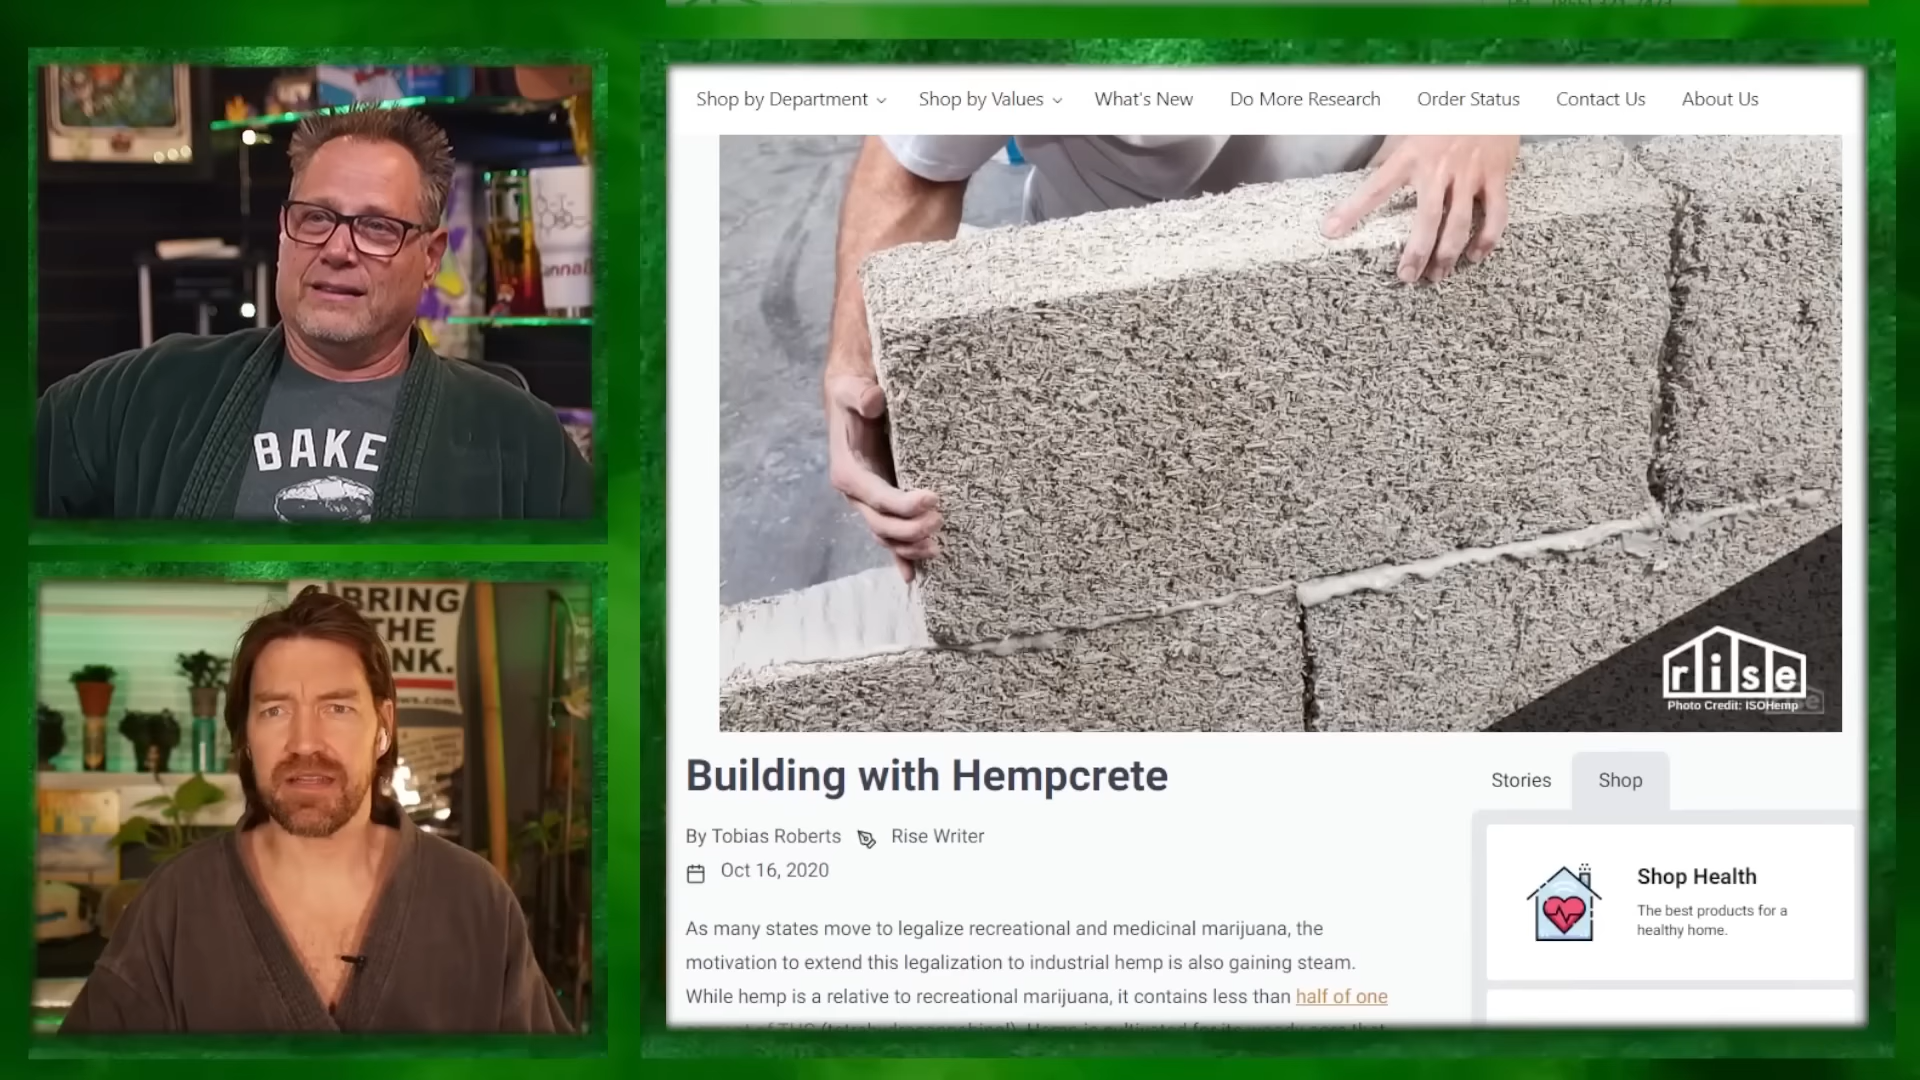 Shop by Department
Shop by Values
What's New
Do More Research
Order Status
Contact Us
About Us
BAKE
BRING
THE
NK.
rise
Photo Credit: ISOHemp
Building with Hempcrete
Stories
Shop
By Tobias Roberts
Rise Writer
Oct 16, 2020
Shop Health
The best products for a
healthy home.
As many states move to legalize recreational and medicinal marijuana, the
motivation to extend this legalization to industrial hemp is also gaining steam.
While hemp is a relative to recreational marijuana, it contains less than half of one